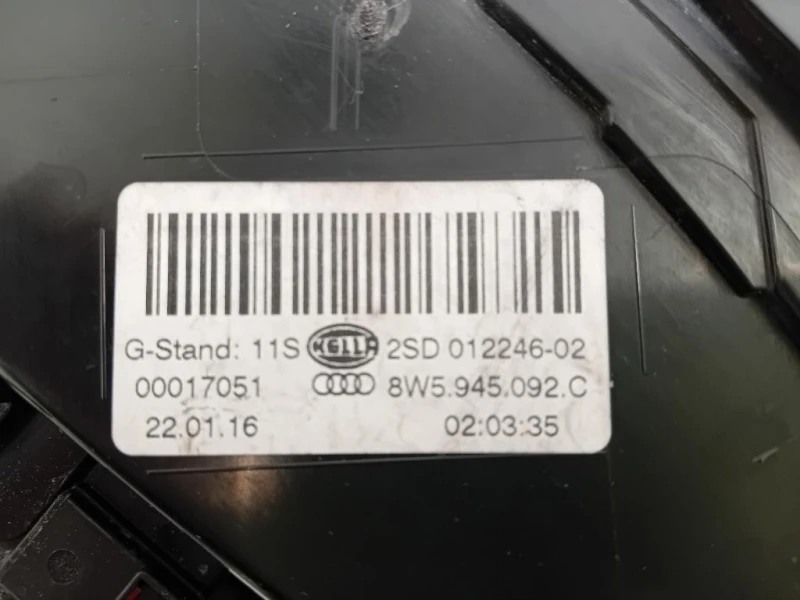 G-Stand: 11S HELLA 2SD 012246-02
00017051 8W5.945.092.C
22.01.16 02:03:35